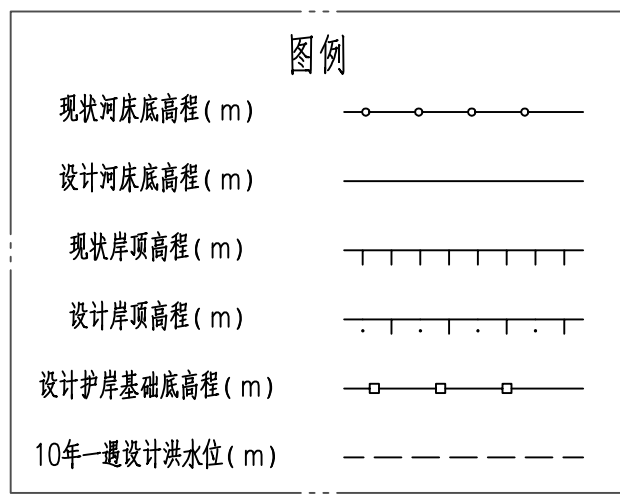 图例
现状河床底高程(m)
设计河床底高程(m)
现状岸顶高程(m)
设计岸顶高程(m)
设计护岸基础底高程(m)
10年一遇设计洪水位(m)